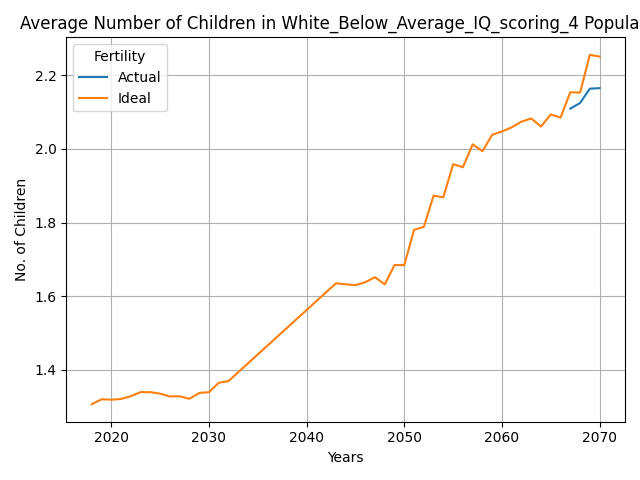 Average Number of Children in White_Below_Average_IQ_scoring_4 Popula
Fertility
Actual
Ideal
No. of Children
2.2
2.0
1.8
1.6
1.4
2020 2030 2040 2050 2060 2070
Years